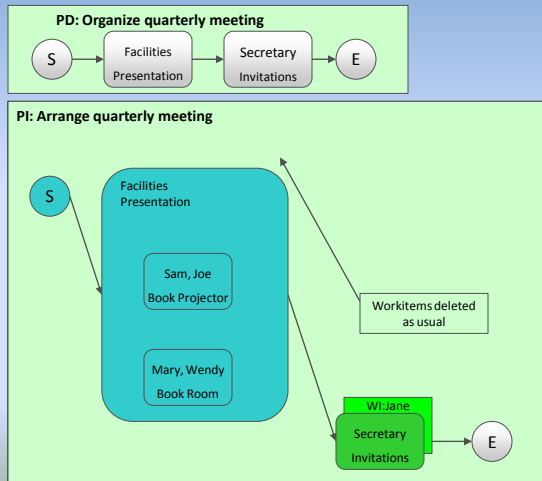 PD: Organize quarterly meeting
S
Facilities
Presentation
Secretary
Invitations
E
PI: Arrange quarterly meeting
S
Facilities
Presentation
Sam, Joe
Book Projector
Mary, Wendy
Book Room
Workitems deleted
as usual
WI:Jane
Secretary
Invitations
E